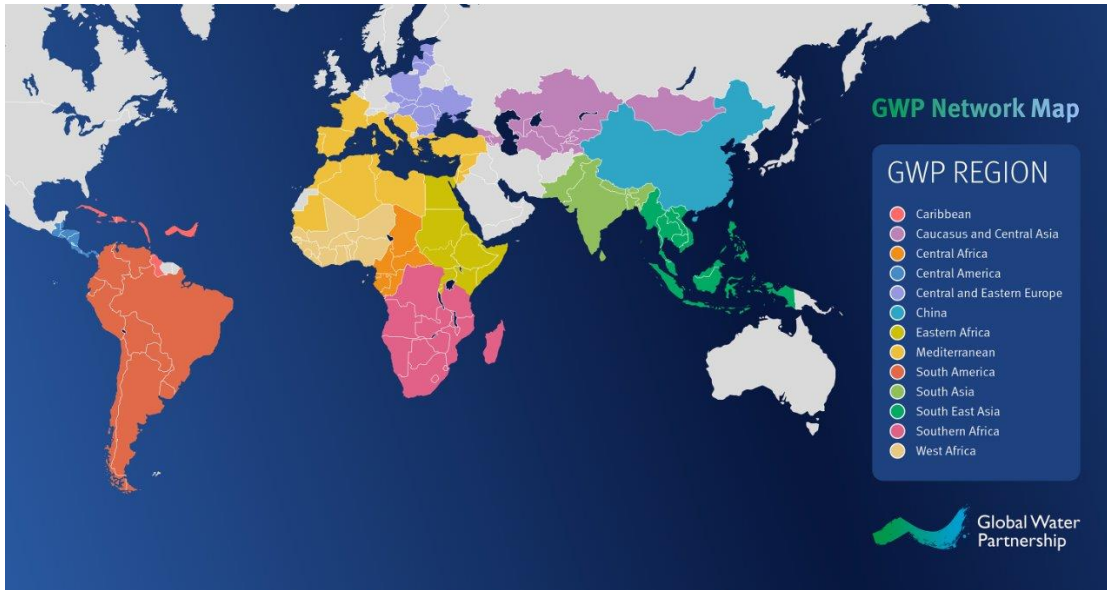 GWP Network Map
GWP REGION
Caribbean
Caucasus and Central Asia
Central Africa
Central America
Central and Eastern Europe
China
Eastern Africa
Mediterranean
South America
South Asia
South East Asia
Southern Africa
West Africa
Global Water
Partnership